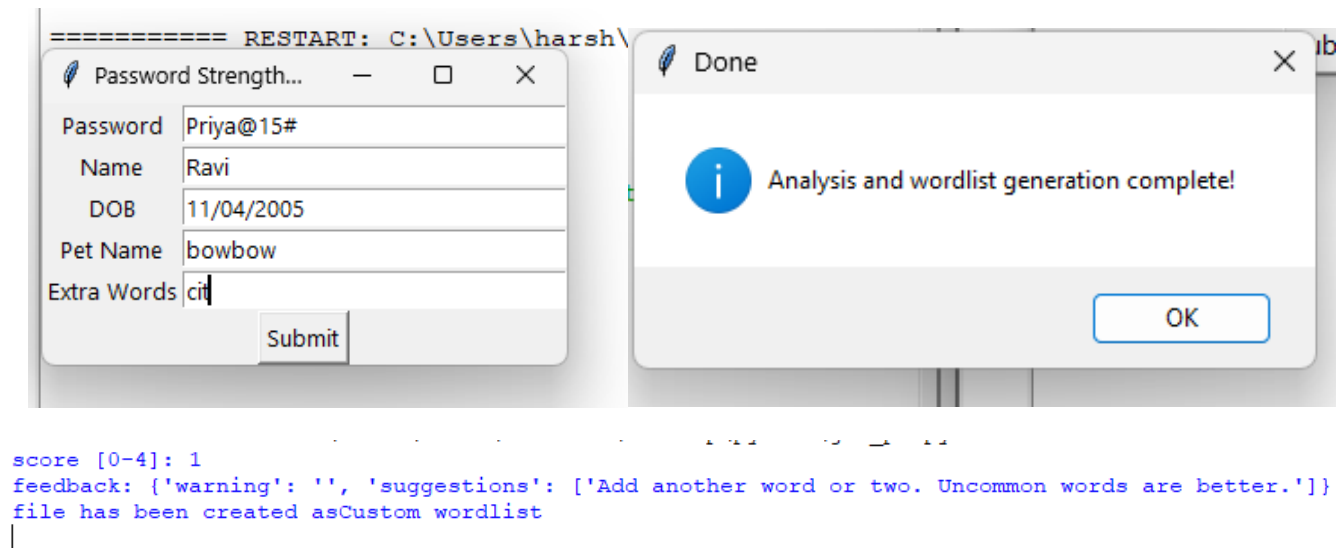 =========== RESTART: C:\Users\harsh\
Password Strength...
Password Priya@15#
Name Ravi
DOB 11/04/2005
Pet Name bowbow
Extra Words cit
Submit
Done
Analysis and wordlist generation complete!
OK
score [0-4]: 1
feedback: {'warning': '', 'suggestions': ['Add another word or two. Uncommon words are better.']}
file has been created asCustom wordlist